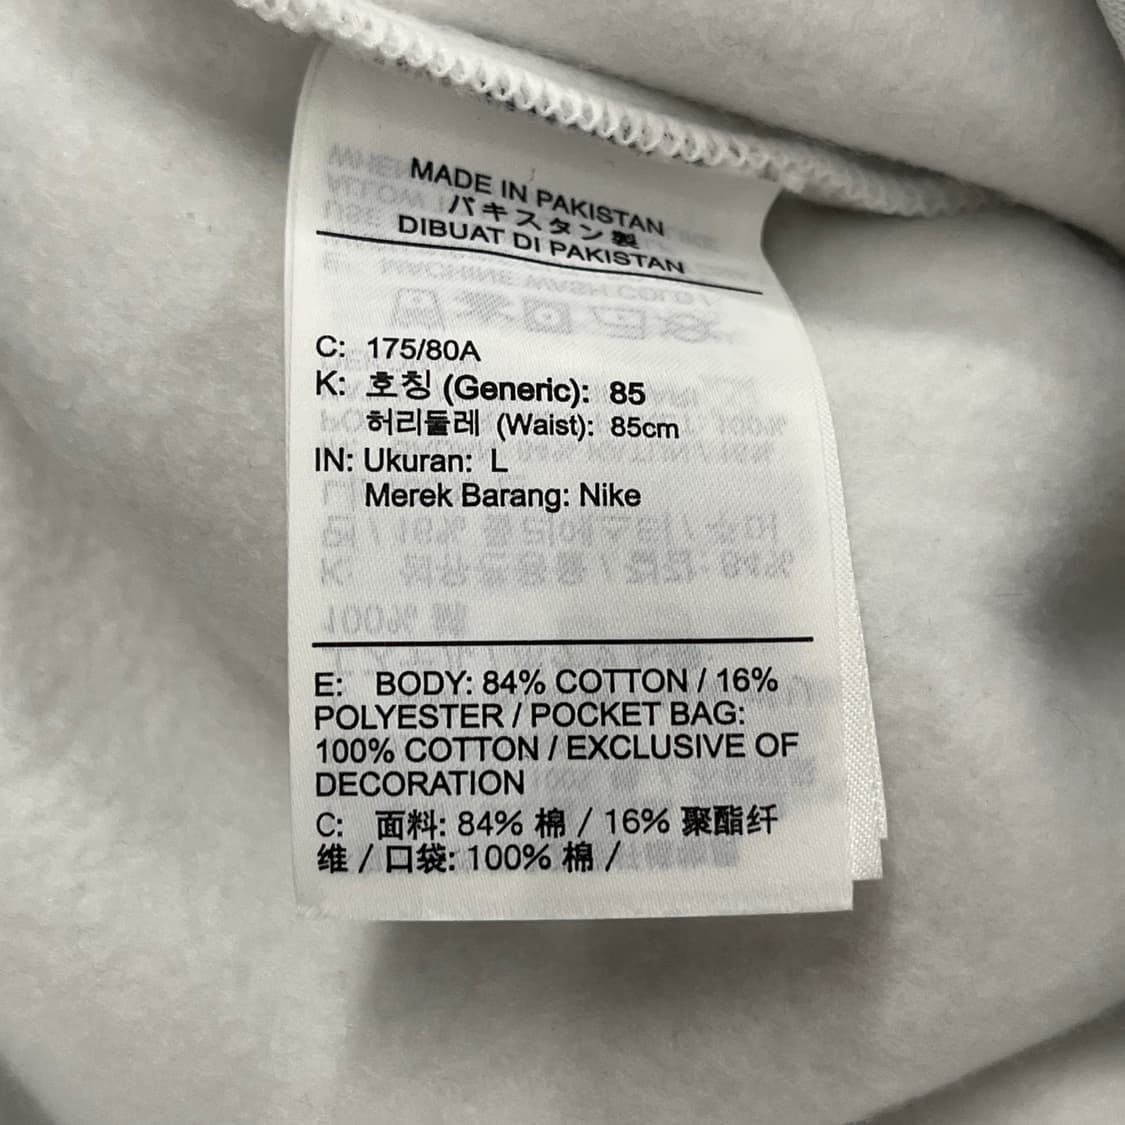 MADE IN PAKISTAN
パキスタン製
DIBUAT DI PAKISTAN
C: 175/80A
K: 호칭 (Generic): 85
허리둘레 (Waist): 85cm
IN: Ukuran: L
Merek Barang: Nike
E: BODY: 84% COTTON / 16%
POLYESTER / POCKET BAG:
100% COTTON / EXCLUSIVE OF
DECORATION
C: 面料: 84% 棉 / 16% 聚酯纤
维 / 口袋: 100% 棉 /